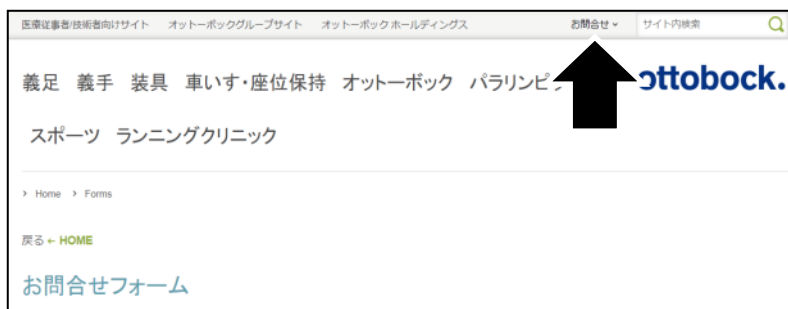 医療従事者/技術者向けサイト オットーボックグループサイト オットーボック ホールディングス お問合せ サイト内検索
義足 義手 装具 車いす・座位保持 オットーボック パラリンピ ottobock.
スポーツ ランニングクリニック
> Home > Forms
戻る ← HOME
お問合せフォーム